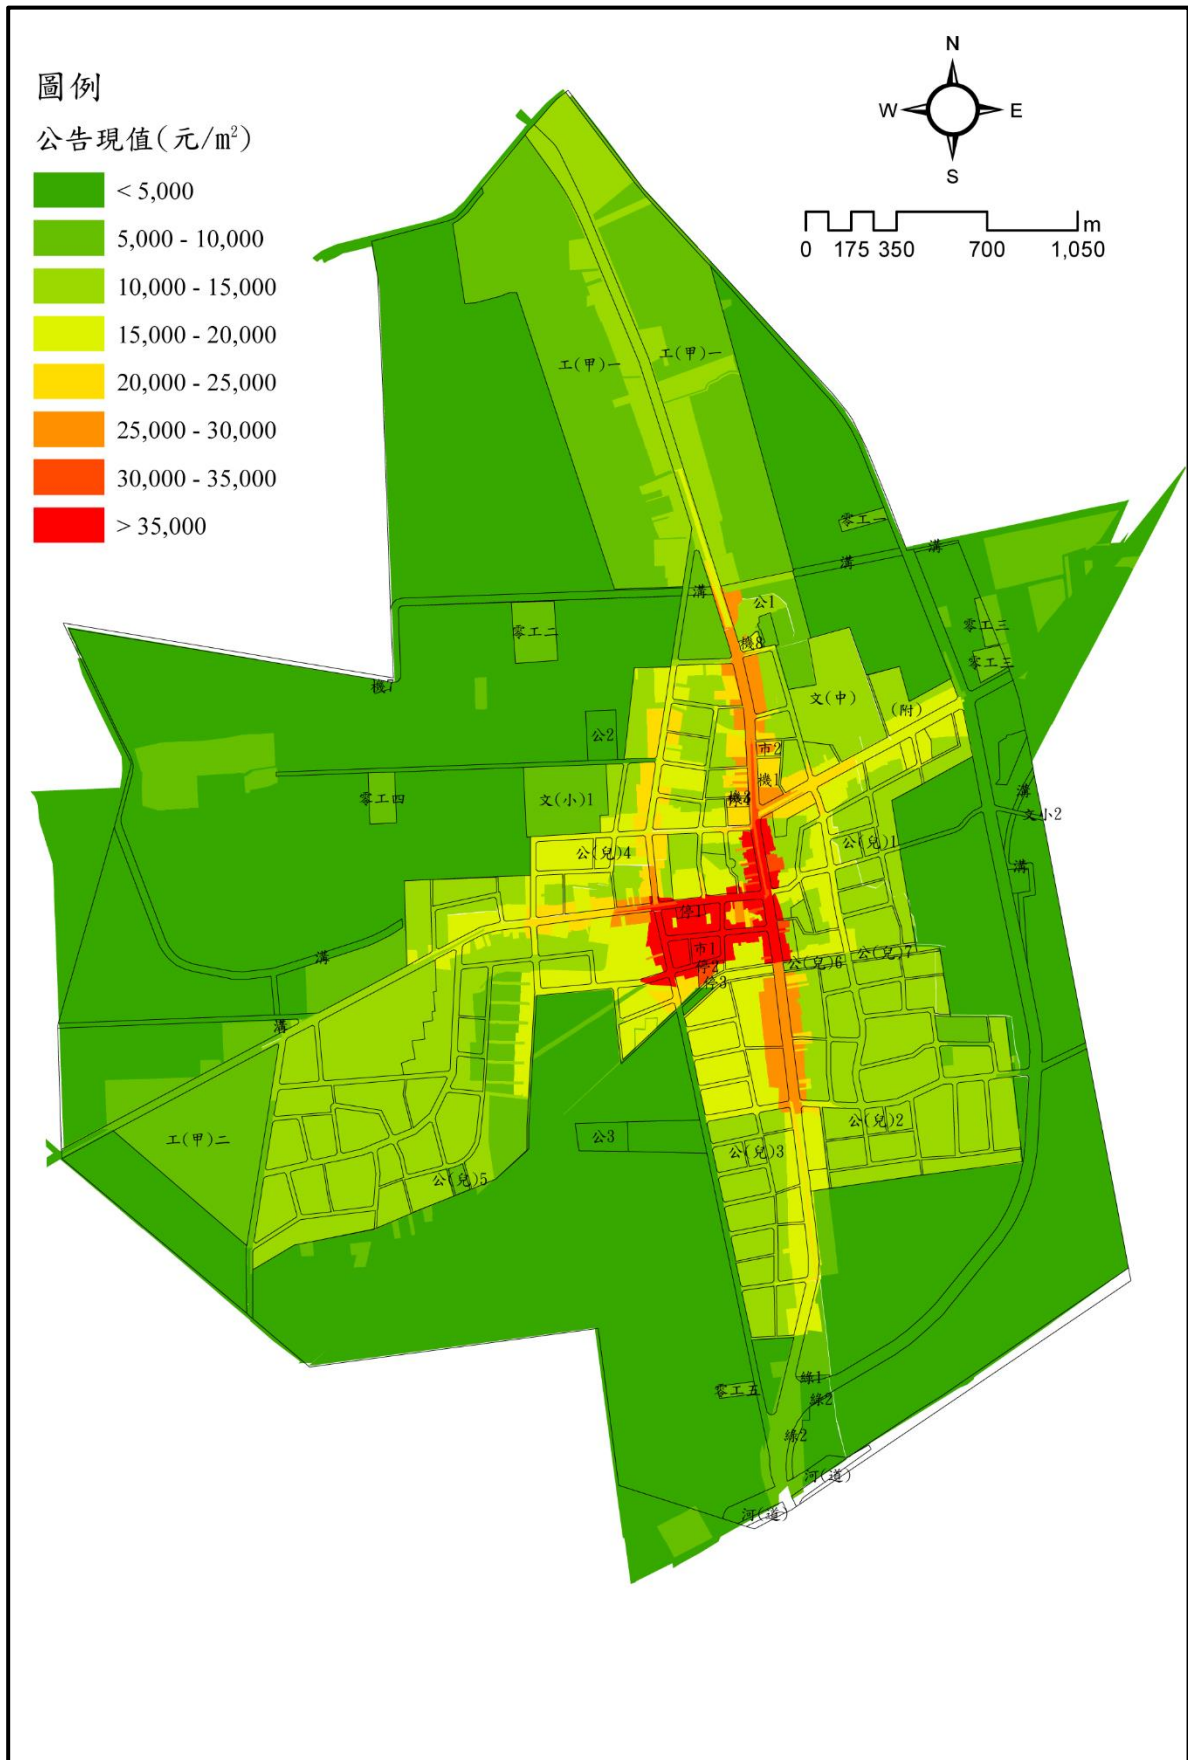 圖例
公告現值(元/m²)
< 5,000
5,000 - 10,000
10,000 - 15,000
15,000 - 20,000
20,000 - 25,000
25,000 - 30,000
30,000 - 35,000
> 35,000
N
W E
S
m
0 175 350 700 1,050
工(甲)一
工(甲)一
零工一
溝
溝
溝
公1
零工二
機8
零工三
零工三
機7
文(中)
(附)
公2
市2
機1
溝
零工四
文(小)1
文小2
公(兒)4
公(兒)1
溝
停1
市1
停2
停3
公(兒)6
公(兒)7
溝
溝
工(甲)二
公3
公(兒)2
公(兒)3
公(兒)5
零工五
綠1
綠2
綠2
河(道)
河(道)